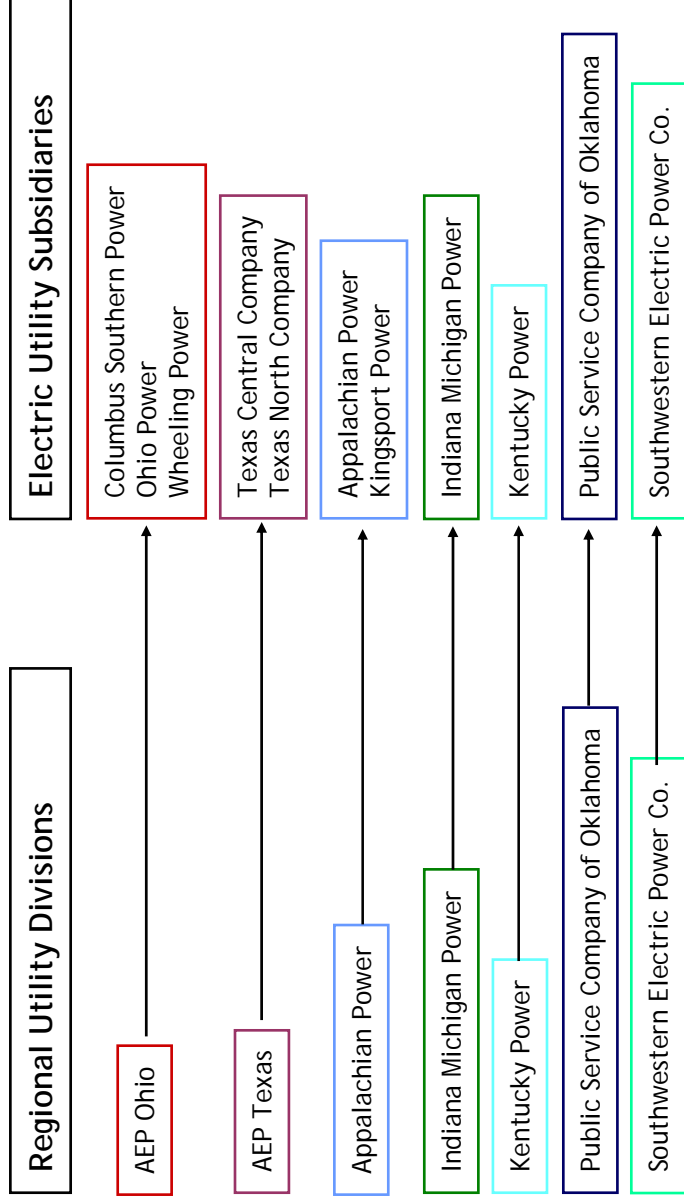 Regional Utility Divisions
Electric Utility Subsidiaries
AEP Ohio
Columbus Southern Power
Ohio Power
Wheeling Power
AEP Texas
Texas Central Company
Texas North Company
Appalachian Power
Appalachian Power
Kingsport Power
Indiana Michigan Power
Indiana Michigan Power
Kentucky Power
Kentucky Power
Public Service Company of Oklahoma
Public Service Company of Oklahoma
Southwestern Electric Power Co.
Southwestern Electric Power Co.